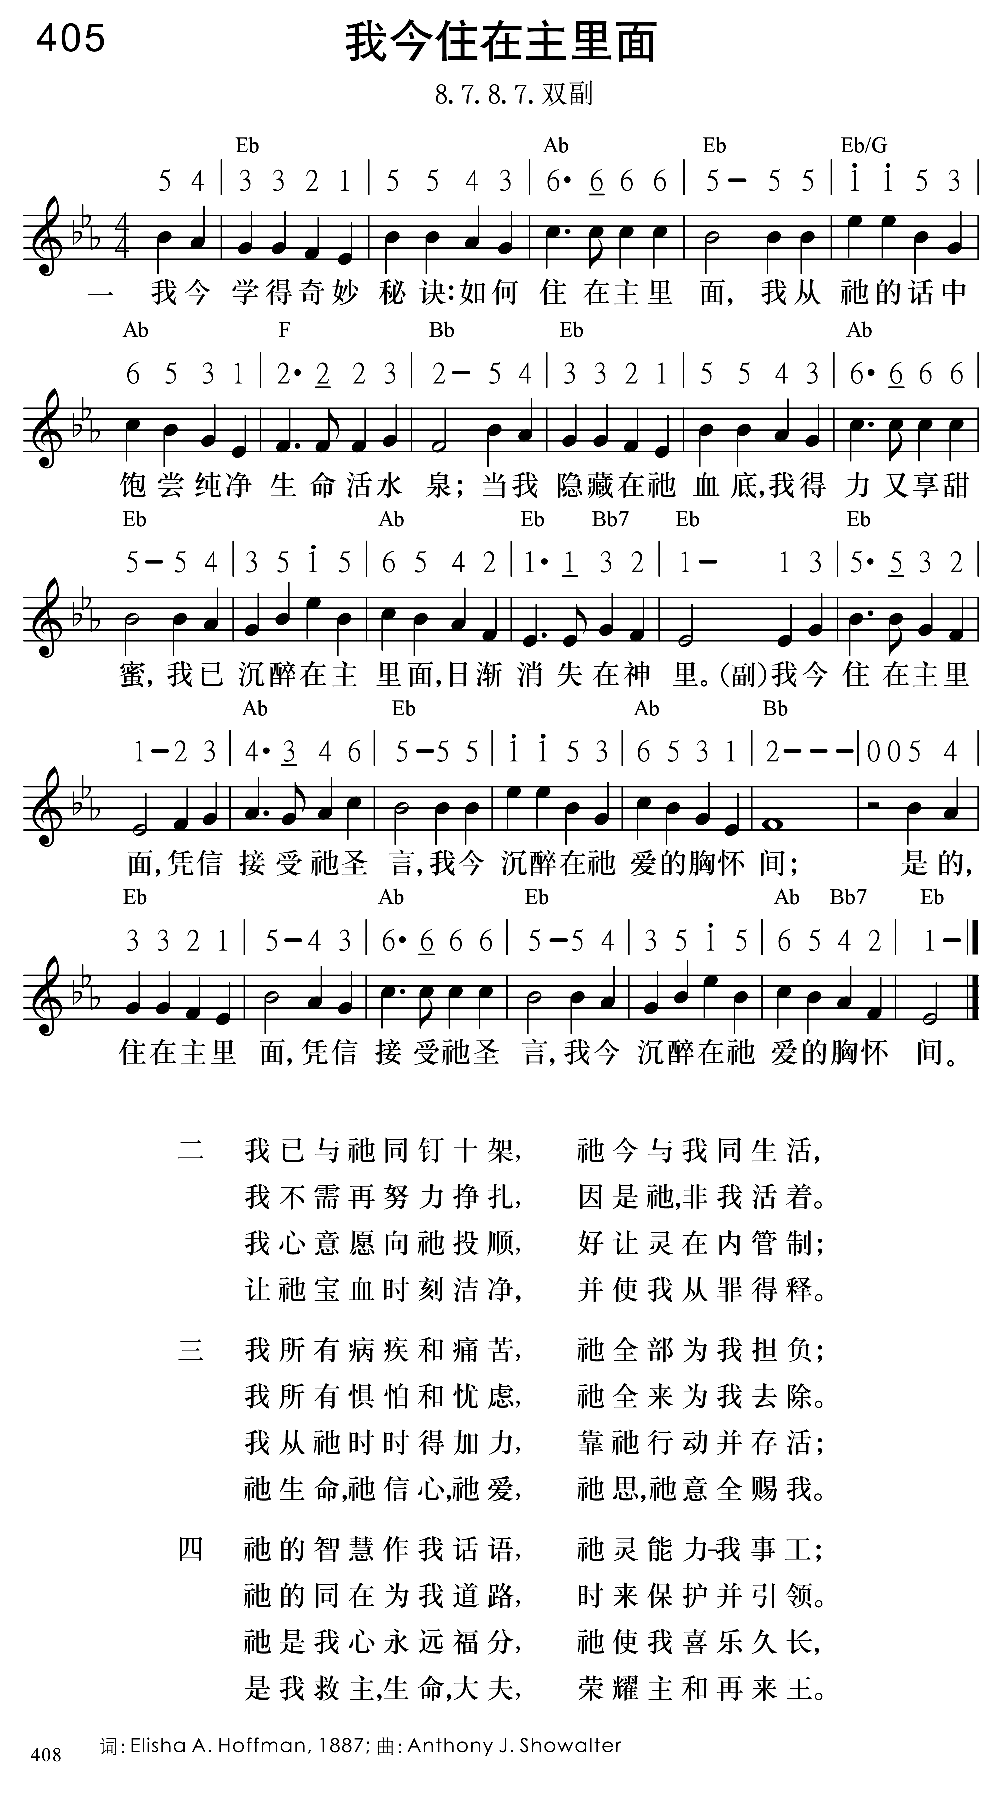 405
我今住在主里面
8.7.8.7.双副
Eb Ab Eb Eb/G
5 4 | 3 3 2 1 | 5 5 4 3 | 6• 6 6 6 | 5– 5 5 | i i 5 3 |
4
4
一 我今 学得奇妙 秘诀：如何 住 在主里 面， 我从 祂的话中
Ab F Bb Eb Ab
6 5 3 1 | 2• 2 2 3 | 2– 5 4 | 3 3 2 1 | 5 5 4 3 | 6• 6 6 6 |
饱尝纯净 生命活水 泉；当我 隐藏在祂 血底，我得 力又享甜
Eb Ab Eb Bb7 Eb Eb
5– 5 4 | 3 5 i 5 | 6 5 4 2 | 1• 1 3 2 | 1– 1 3 | 5• 5 3 2 |
蜜，我已 沉醉在主 里面，日渐 消失在神 里。（副）我今 住 在主里
Ab Eb Ab Bb
1–2 3 | 4• 3 4 6 | 5–5 5 | i i 5 3 | 6 5 3 1 | 2––– | 0 0 5 4 |
面，凭信 接受祂圣 言，我今 沉醉在祂 爱的胸怀 间； 是的，
Eb Ab Eb Ab Bb7 Eb
3 3 2 1 | 5–4 3 | 6• 6 6 6 | 5–5 4 | 3 5 i 5 | 6 5 4 2 | 1– ‖
住在主里 面，凭信 接受祂圣 言，我今 沉醉在祂 爱的胸怀 间。
二 我已与祂同钉十架， 祂今与我同生活，
我不需再努力挣扎， 因是祂，非我活着。
我心意愿向祂投顺， 好让灵在内管制；
让祂宝血时刻洁净， 并使我从罪得释。
三 我所有病疾和痛苦， 祂全部为我担负；
我所有惧怕和忧虑， 祂全来为我去除。
我从祂时时得加力， 靠祂行动并存活；
祂生命，祂信心，祂爱， 祂思，祂意全赐我。
四 祂的智慧作我话语， 祂灵能力–我事工；
祂的同在为我道路， 时来保护并引领。
祂是我心永远福分， 祂使我喜乐久长，
是我救主，生命，大夫， 荣耀主和再来王。
词：Elisha A. Hoffman, 1887; 曲：Anthony J. Showalter
408